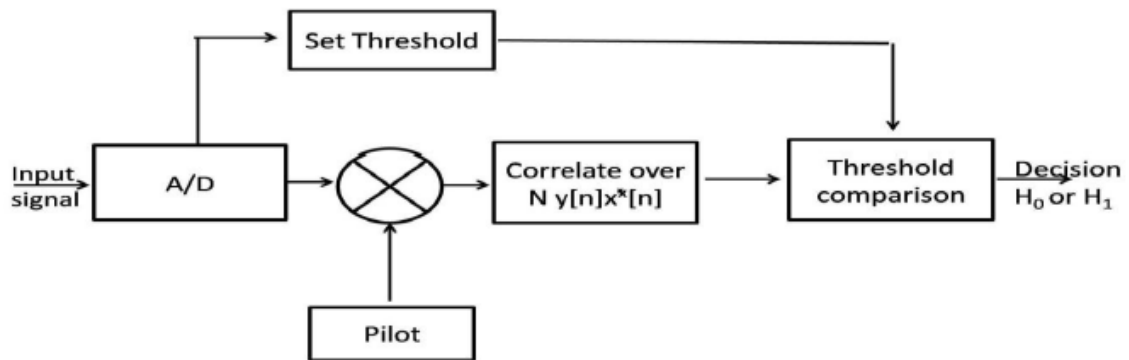 Set Threshold
Input
signal
A/D
Correlate over
N y[n]x*[n]
Threshold
comparison
Decision
H₀ or H₁
Pilot